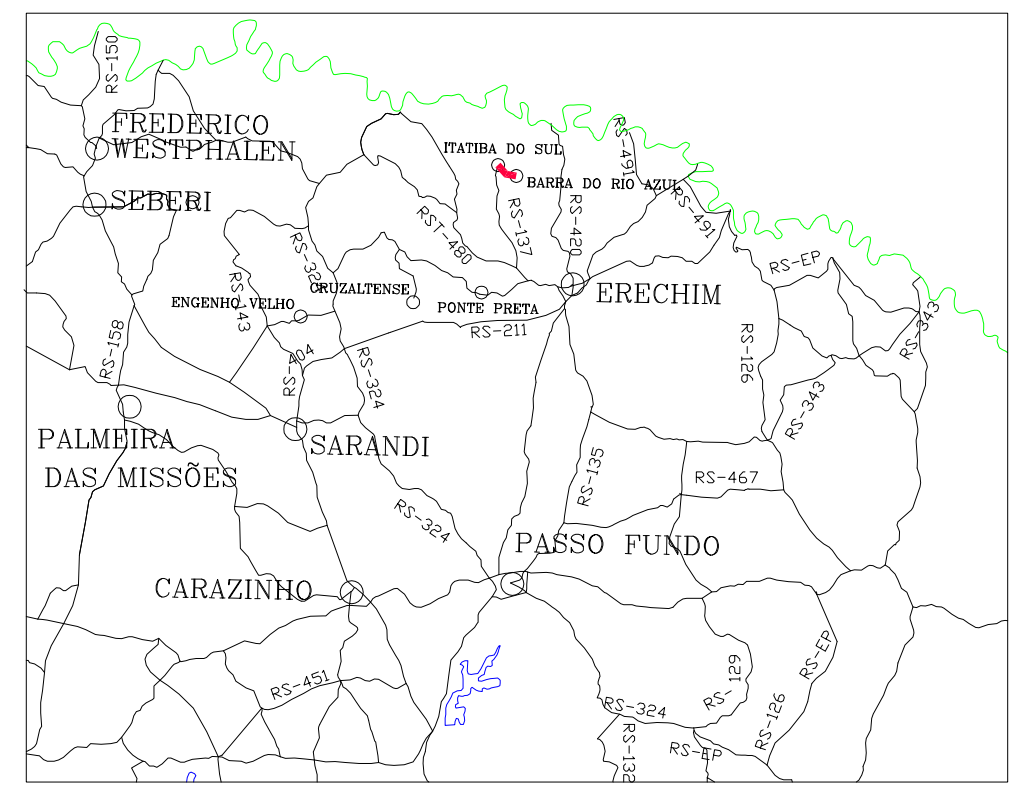 RS-150
FREDERICO
WESTPHALEN
RS-491
ITATIBA DO SUL
BARRA DO RIO AZUL
SEBERI
RS-491
RST-480
RS-137
RS-420
RS-EP
CRUZALTENSE
ENGENHO VELHO
RS-143
PONTE PRETA
ERECHIM
RS-211
RS-343
RS-158
RS-404
RS-324
RS-126
RS-343
PALMEIRA
DAS MISSÕES
SARANDI
RS-135
RS-467
RS-324
PASSO FUNDO
CARAZINHO
RS-EP
RS-129
RS-451
RS-324
RS-126
RS-EP
RS-132